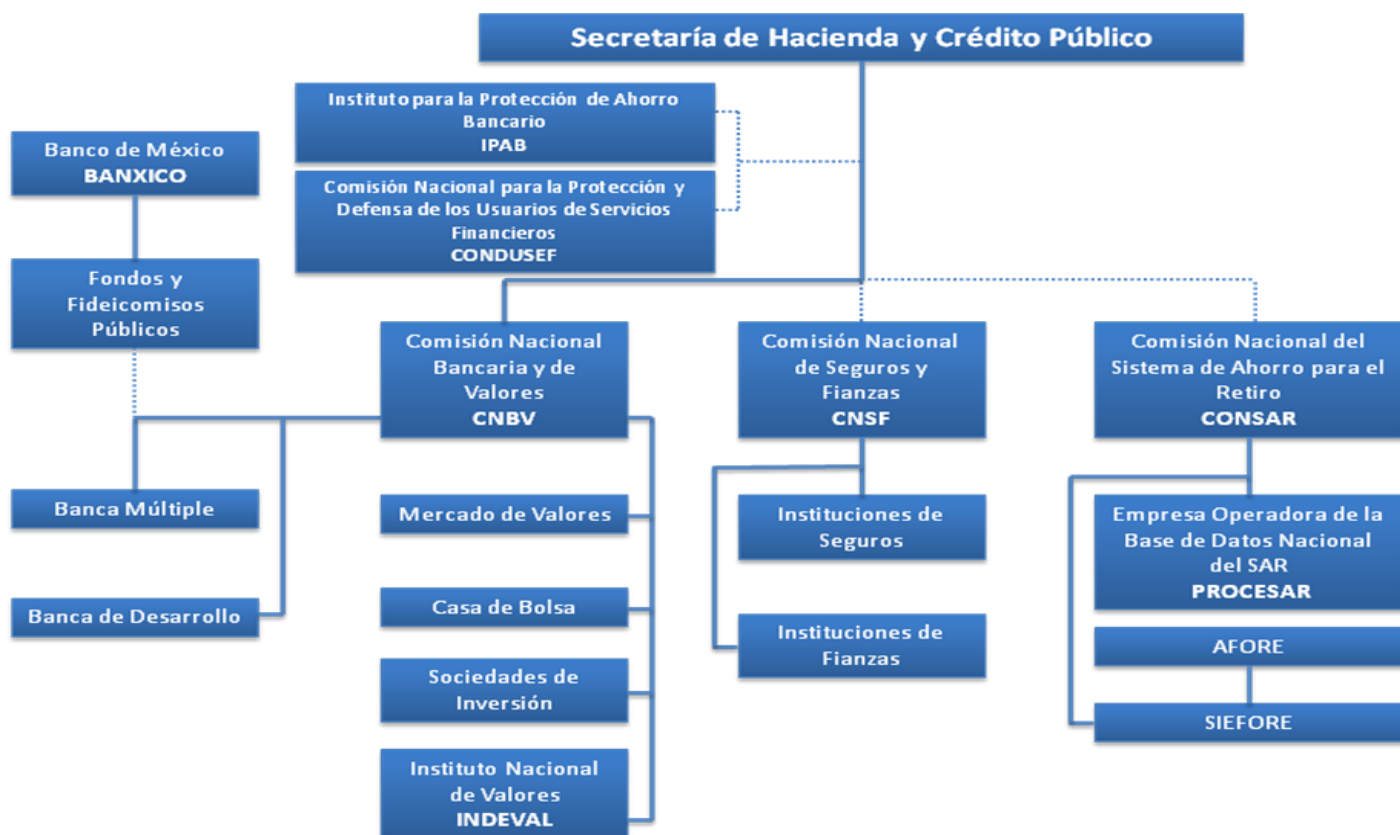 Secretaría de Hacienda y Crédito Público
Instituto para la Protección de Ahorro
Bancario
IPAB
Banco de México
BANXICO
Comisión Nacional para la Protección y
Defensa de los Usuarios de Servicios
Financieros
CONDUSEF
Fondos y
Fideicomisos
Públicos
Comisión Nacional
Bancaria y de
Valores
CNBV
Comisión Nacional
de Seguros y
Fianzas
CNSF
Comisión Nacional del
Sistema de Ahorro para el
Retiro
CONSAR
Banca Múltiple
Mercado de Valores
Instituciones de
Seguros
Empresa Operadora de la
Base de Datos Nacional
del SAR
PROCESAR
Banca de Desarrollo
Casa de Bolsa
Instituciones de
Fianzas
AFORE
Sociedades de
Inversión
SIEFORE
Instituto Nacional
de Valores
INDEVAL